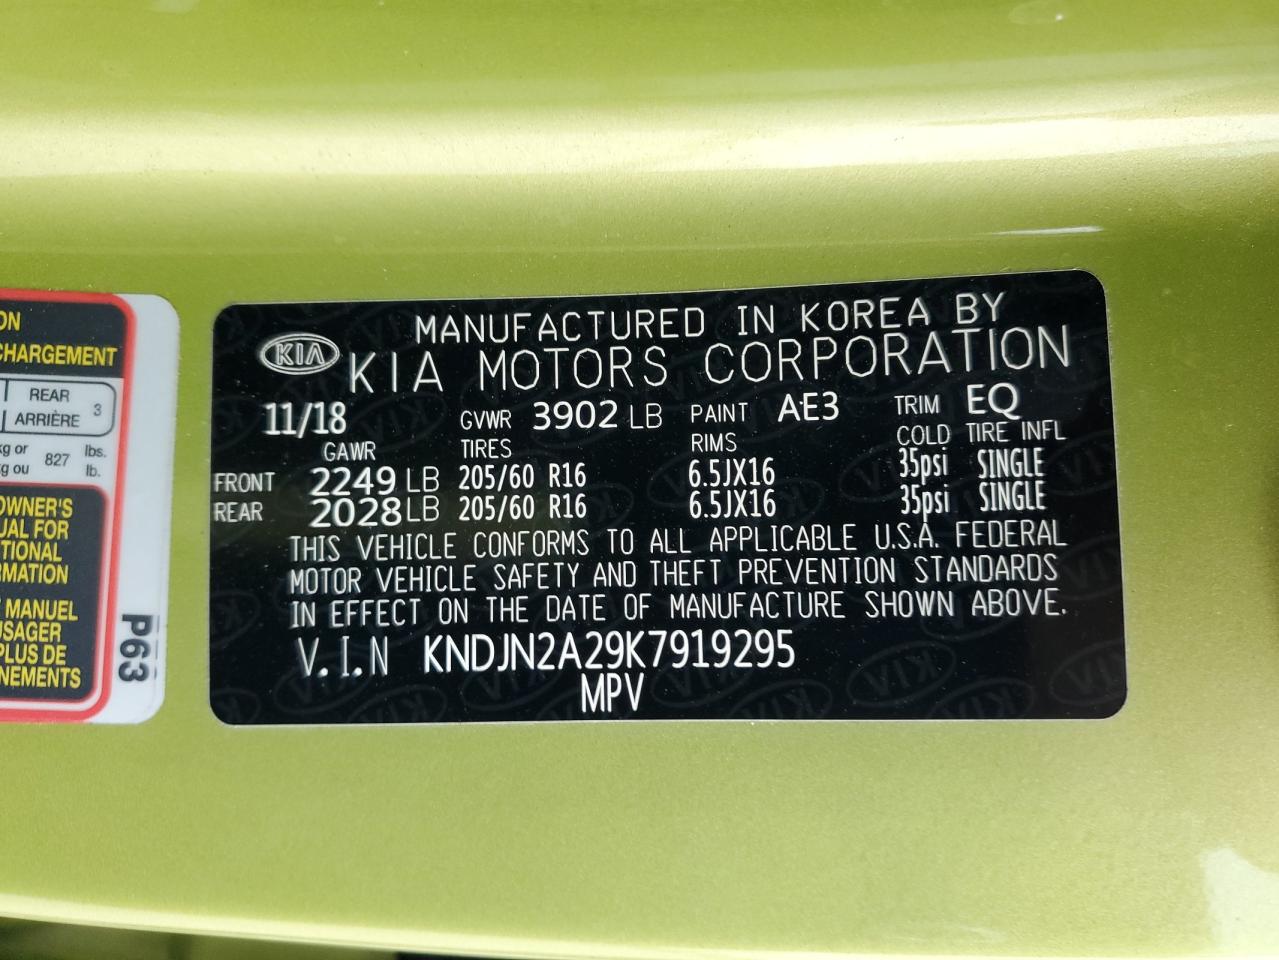 ON
CHARGEMENT
REAR
ARRIÈRE 3
kg or 827 lbs.
kg ou lb.
OWNER'S
UAL FOR
TIONAL
RMATION
MANUEL
USAGER
PLUS DE
NEMENTS
P63
MANUFACTURED IN KOREA BY
KIA KIA MOTORS CORPORATION
11/18 GVWR 3902 LB PAINT AE3 TRIM EQ
GAWR TIRES RIMS COLD TIRE INFL
FRONT 2249 LB 205/60 R16 6.5JX16 35psi SINGLE
REAR 2028 LB 205/60 R16 6.5JX16 35psi SINGLE
THIS VEHICLE CONFORMS TO ALL APPLICABLE U.S.A. FEDERAL
MOTOR VEHICLE SAFETY AND THEFT PREVENTION STANDARDS
IN EFFECT ON THE DATE OF MANUFACTURE SHOWN ABOVE.
V.I.N KNDJN2A29K7919295
MPV